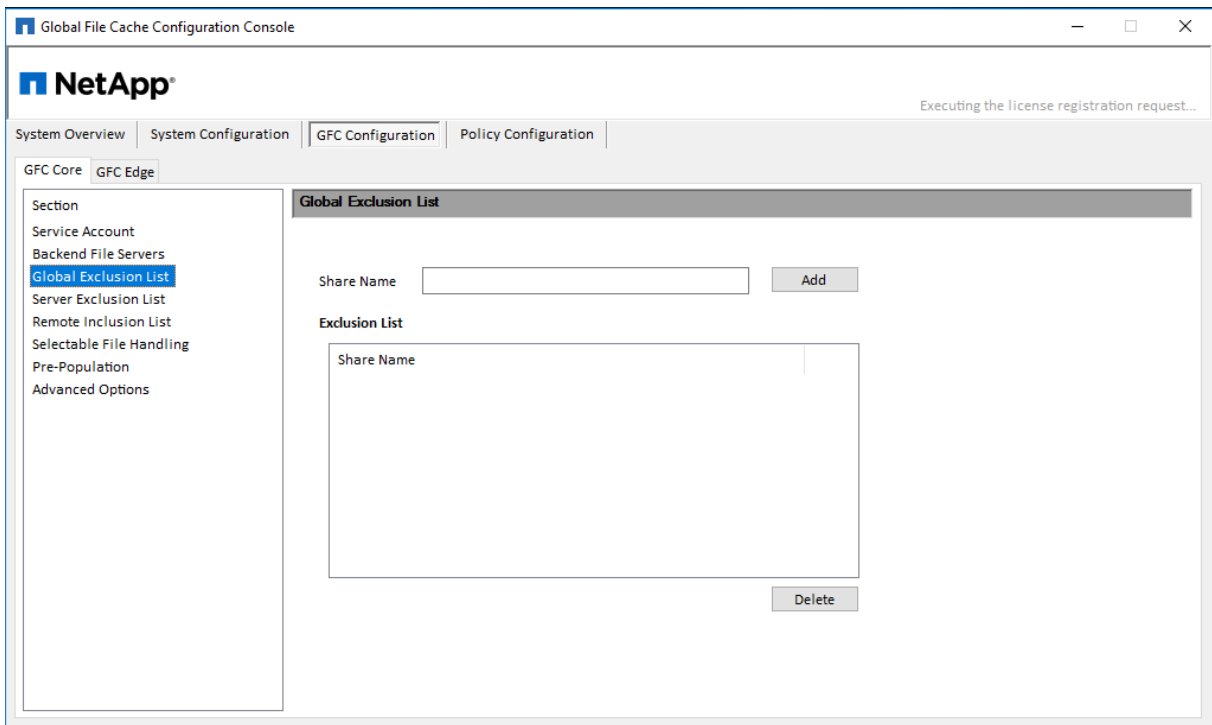 Global File Cache Configuration Console
NetApp®
Executing the license registration request...
System Overview System Configuration GFC Configuration Policy Configuration
GFC Core GFC Edge
Section
Service Account
Backend File Servers
Global Exclusion List
Server Exclusion List
Remote Inclusion List
Selectable File Handling
Pre-Population
Advanced Options
Global Exclusion List
Share Name Add
Exclusion List
Share Name
Delete